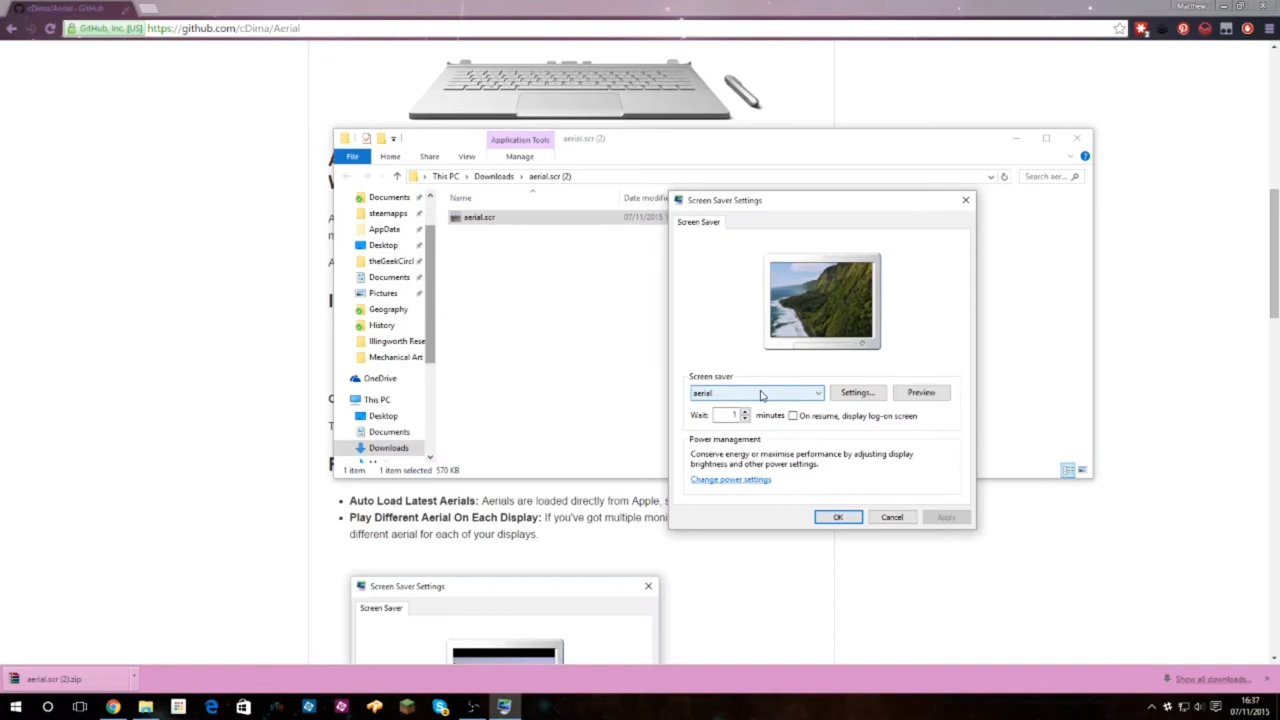 cDima/Aerial - GitHub
Matthew
GitHub, Inc. [US] https://github.com/cDima/Aerial
Application Tools
aerial.scr (2)
File
Home
Share
View
Manage
This PC > Downloads > aerial.scr (2)
Search aer...
Documents
steamapps
AppData
Desktop
theGeekCircl
Documents
Pictures
Geography
History
Illingworth Rese
Mechanical Art
OneDrive
This PC
Desktop
Documents
Downloads
Name
Date modifie
aerial.scr
07/11/2015 1
1 item
1 item selected 570 KB
Screen Saver Settings
Screen Saver
Screen saver
aerial
Settings...
Preview
Wait: 1 minutes
On resume, display log-on screen
Power management
Conserve energy or maximise performance by adjusting display
brightness and other power settings.
Change power settings
OK
Cancel
Apply
Auto Load Latest Aerials: Aerials are loaded directly from Apple, s
Play Different Aerial On Each Display: If you've got multiple moni
different aerial for each of your displays.
Screen Saver Settings
Screen Saver
aerial.scr (2).zip
Show all downloads...
16:37
07/11/2015